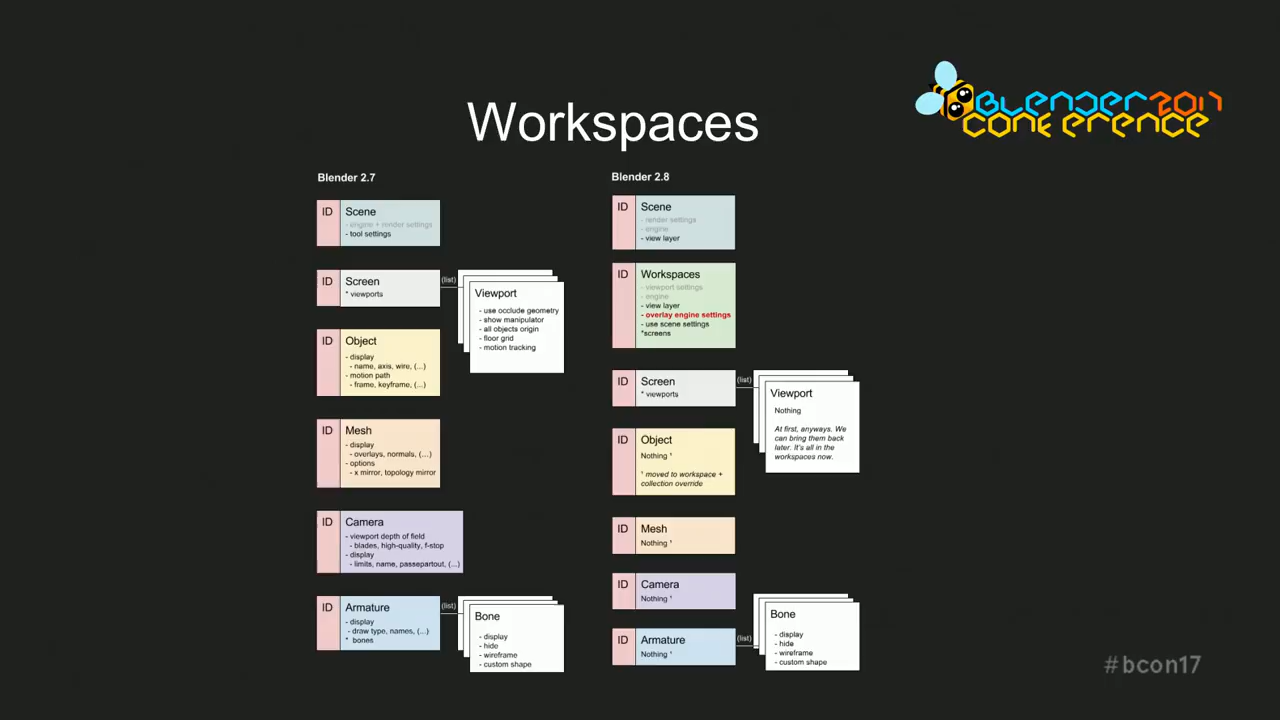 BLENDER 2017
CONFERENCE
Workspaces
Blender 2.7
ID
Scene
- engine + render settings
- tool settings
ID
Screen
* viewports
(list)
Viewport
- use occlude geometry
- show manipulator
- all objects origin
- floor grid
- motion tracking
ID
Object
- display
- name, axis, wire, (...)
- motion path
- frame, keyframe, (...)
ID
Mesh
- display
- overlays, normals, (...)
- options
- x mirror, topology mirror
ID
Camera
- viewport depth of field
- blades, high-quality, f-stop
- display
- limits, name, passepartout, (...)
ID
Armature
- display
- draw type, names, (...)
* bones
(list)
Bone
- display
- hide
- wireframe
- custom shape
Blender 2.8
ID
Scene
- render settings
- engine
- view layer
ID
Workspaces
- viewport settings
- engine
- view layer
- overlay engine settings
- use scene settings
*screens
ID
Screen
* viewports
(list)
Viewport
Nothing
At first, anyways. We
can bring them back
later. It's all in the
workspaces now.
ID
Object
Nothing ¹
¹ moved to workspace +
collection override
ID
Mesh
Nothing ¹
ID
Camera
Nothing ¹
ID
Armature
Nothing ¹
(list)
Bone
- display
- hide
- wireframe
- custom shape
#bcon17